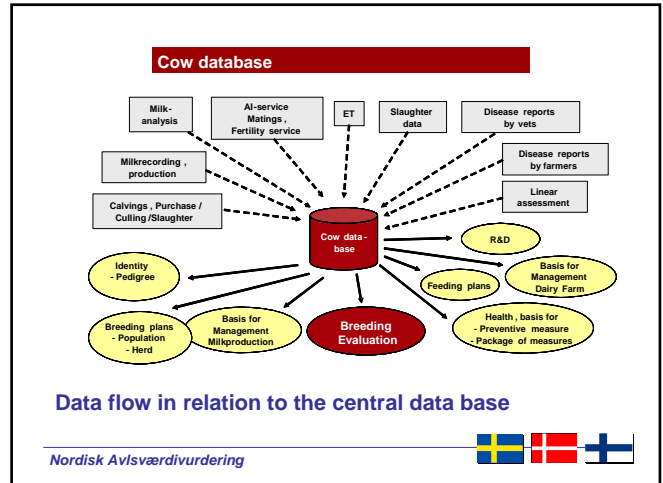 Cow database
Milk-
analysis
AI-service
Matings ,
Fertility service
ET
Slaughter
data
Disease reports
by vets
Milkrecording ,
production
Disease reports
by farmers
Calvings , Purchase /
Culling /Slaughter
Linear
assessment
Cow data -
base
R&D
Identity
- Pedigree
Feeding plans
Basis for
Management
Dairy Farm
Breeding plans
- Population
- Herd
Basis for
Management
Milkproduction
Breeding
Evaluation
Health , basis for
- Preventive measure
- Package of measures
Data flow in relation to the central data base
Nordisk Avlsværdivurdering